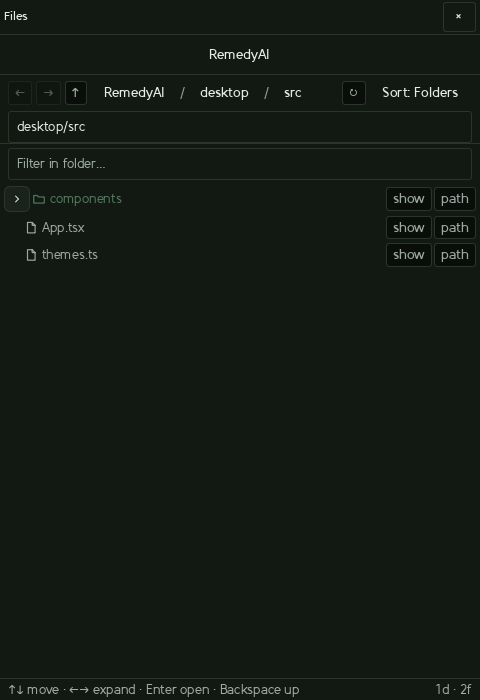 Files ×
RemedyAI
← → ↑ RemedyAI / desktop / src ↻ Sort: Folders
desktop/src
Filter in folder...
› components show path
App.tsx show path
themes.ts show path
↑↓ move · ←→ expand · Enter open · Backspace up 1d · 2f